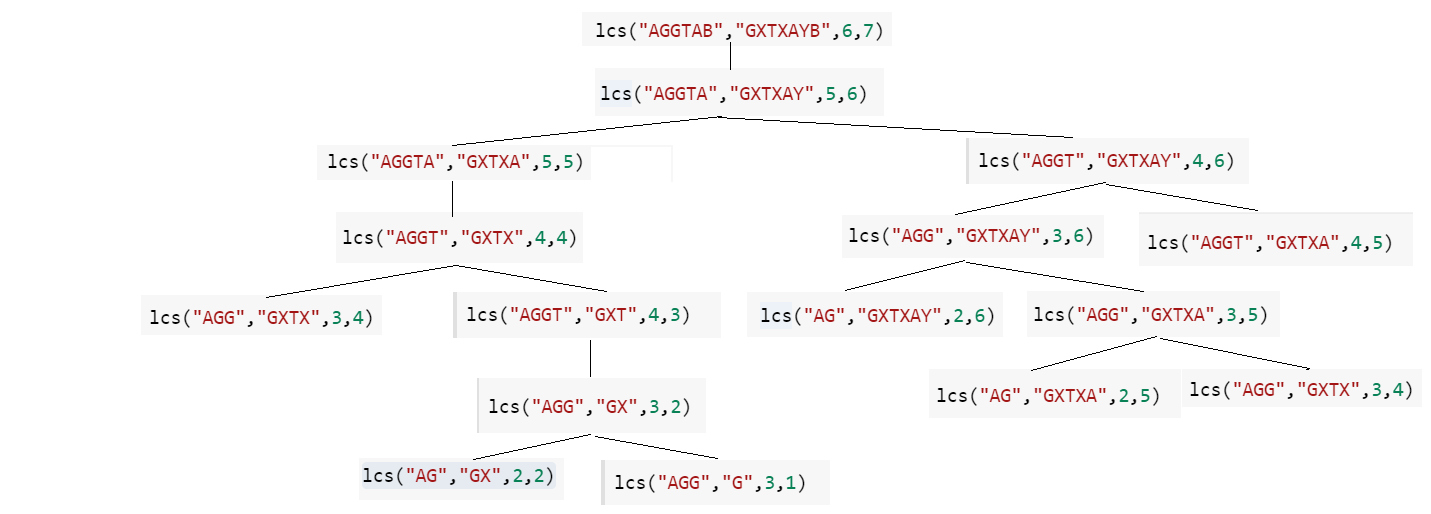 lcs("AGGTAB","GXTXAYB",6,7)
lcs("AGGTA","GXTXAY",5,6)
lcs("AGGTA","GXTXA",5,5)
lcs("AGGT","GXTXAY",4,6)
lcs("AGGT","GXTX",4,4)
lcs("AGG","GXTXAY",3,6)
lcs("AGGT","GXTXA",4,5)
lcs("AGG","GXTX",3,4)
lcs("AGGT","GXT",4,3)
lcs("AG","GXTXAY",2,6)
lcs("AGG","GXTXA",3,5)
lcs("AGG","GX",3,2)
lcs("AG","GXTXA",2,5)
lcs("AGG","GXTX",3,4)
lcs("AG","GX",2,2)
lcs("AGG","G",3,1)